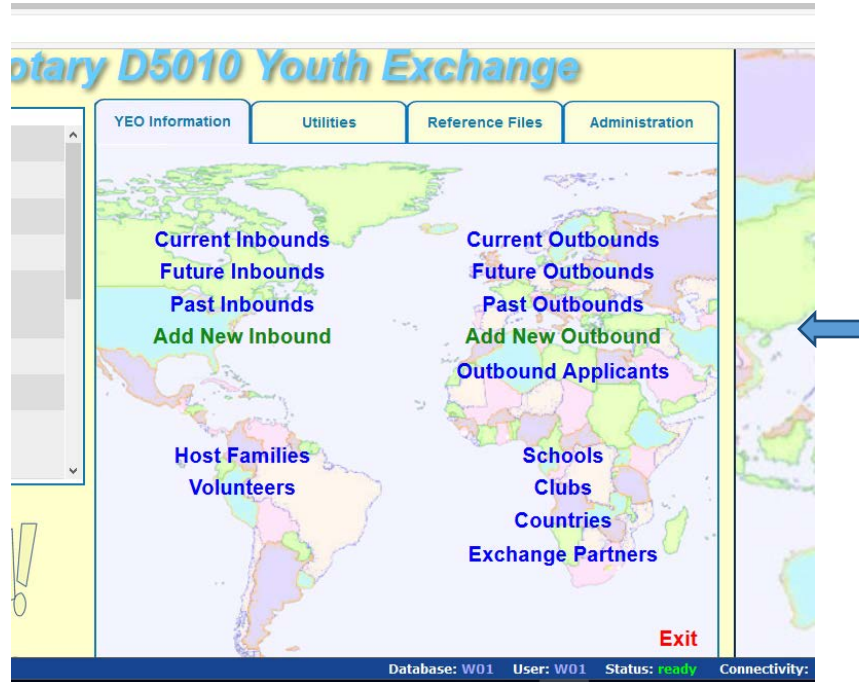 otary D5010 Youth Exchange
YEO Information Utilities Reference Files Administration
Current Inbounds
Future Inbounds
Past Inbounds
Add New Inbound
Host Families
Volunteers
Current Outbounds
Future Outbounds
Past Outbounds
Add New Outbound
Outbound Applicants
Schools
Clubs
Countries
Exchange Partners
Exit
Database: W01 User: W01 Status: ready Connectivity: